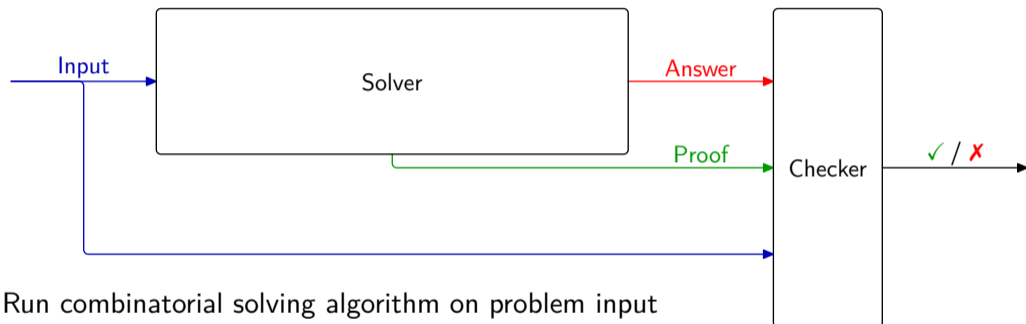 Input
Solver
Answer
Proof
Checker
✓ / ✗
Run combinatorial solving algorithm on problem input